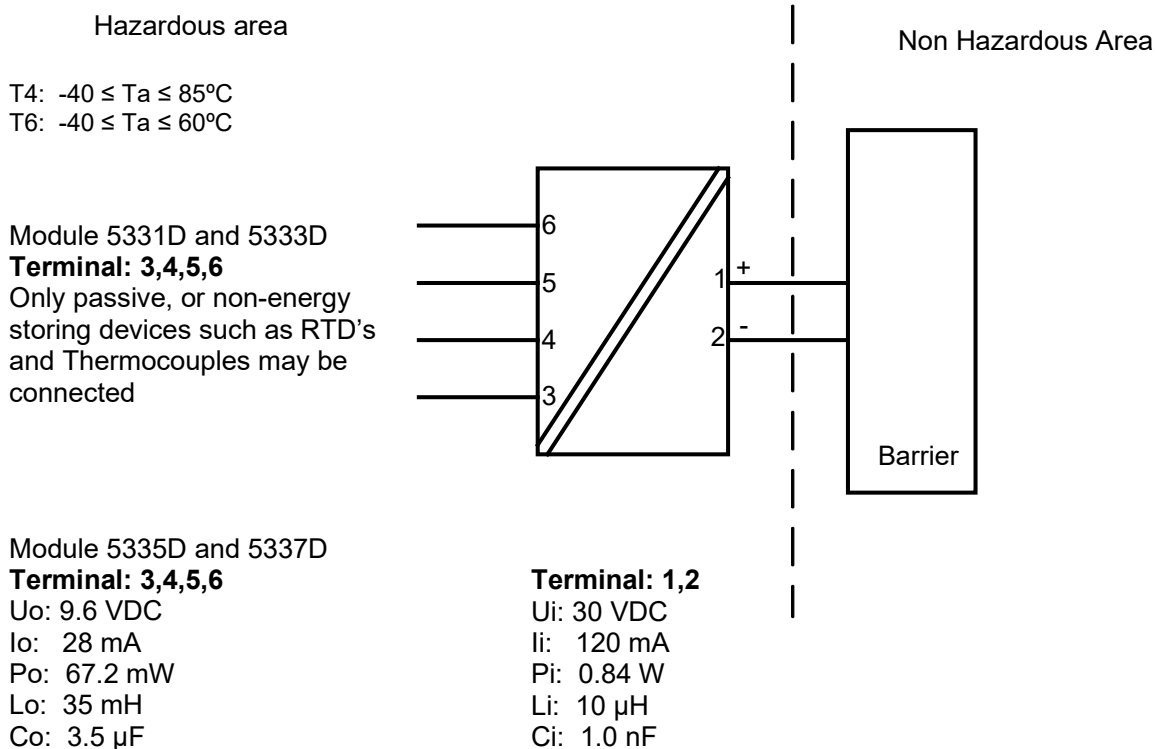 Hazardous area
Non Hazardous Area
T4: -40 ≤ Ta ≤ 85ºC
T6: -40 ≤ Ta ≤ 60ºC
Module 5331D and 5333D
Terminal: 3,4,5,6
Only passive, or non-energy
storing devices such as RTD’s
and Thermocouples may be
connected
6
5
4
3
1 +
2 -
Barrier
Module 5335D and 5337D
Terminal: 3,4,5,6
Uo: 9.6 VDC
Io: 28 mA
Po: 67.2 mW
Lo: 35 mH
Co: 3.5 µF
Terminal: 1,2
Ui: 30 VDC
Ii: 120 mA
Pi: 0.84 W
Li: 10 µH
Ci: 1.0 nF